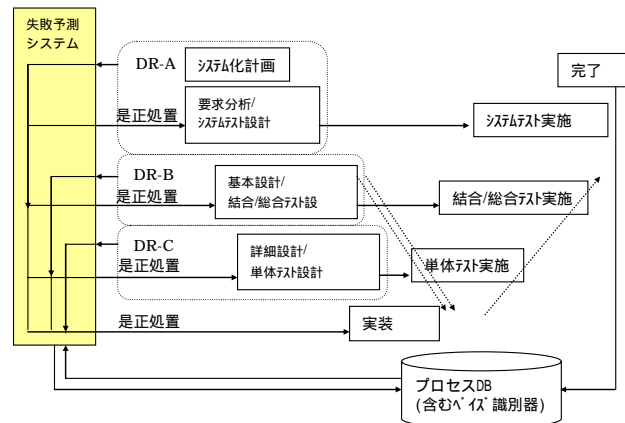 失敗予測
システム
DR-A
ｼｽﾃﾑ化計画
完了
要求分析/
ｼｽﾃﾑﾃｽﾄ設計
是正処置
ｼｽﾃﾑﾃｽﾄ実施
DR-B
基本設計/
結合/総合テスト設
是正処置
結合/総合テスト実施
DR-C
詳細設計/
単体テスト設計
是正処置
単体ﾃｽﾄ実施
是正処置
実装
プロセスDB
(含むﾍﾞｲｽﾞ識別器)